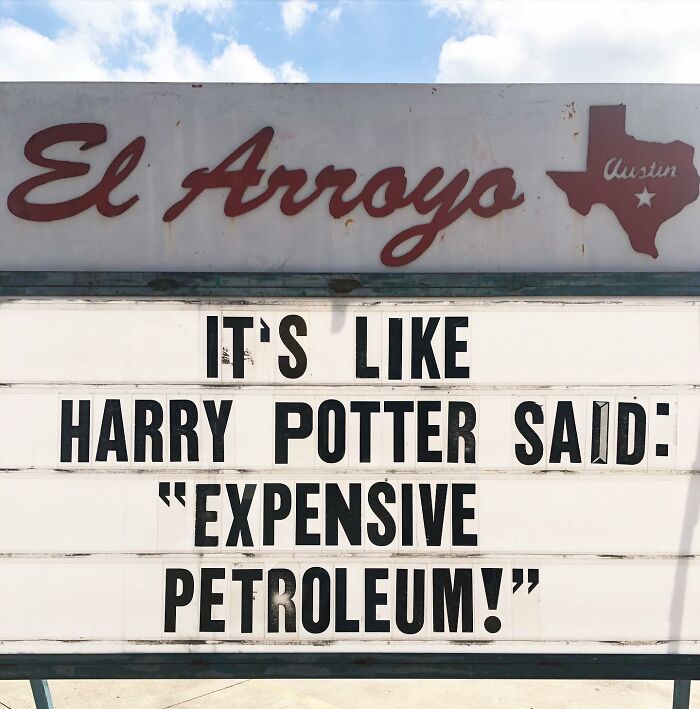 El Arroyo
Austin
IT'S LIKE
HARRY POTTER SAID:
"EXPENSIVE
PETROLEUM!"